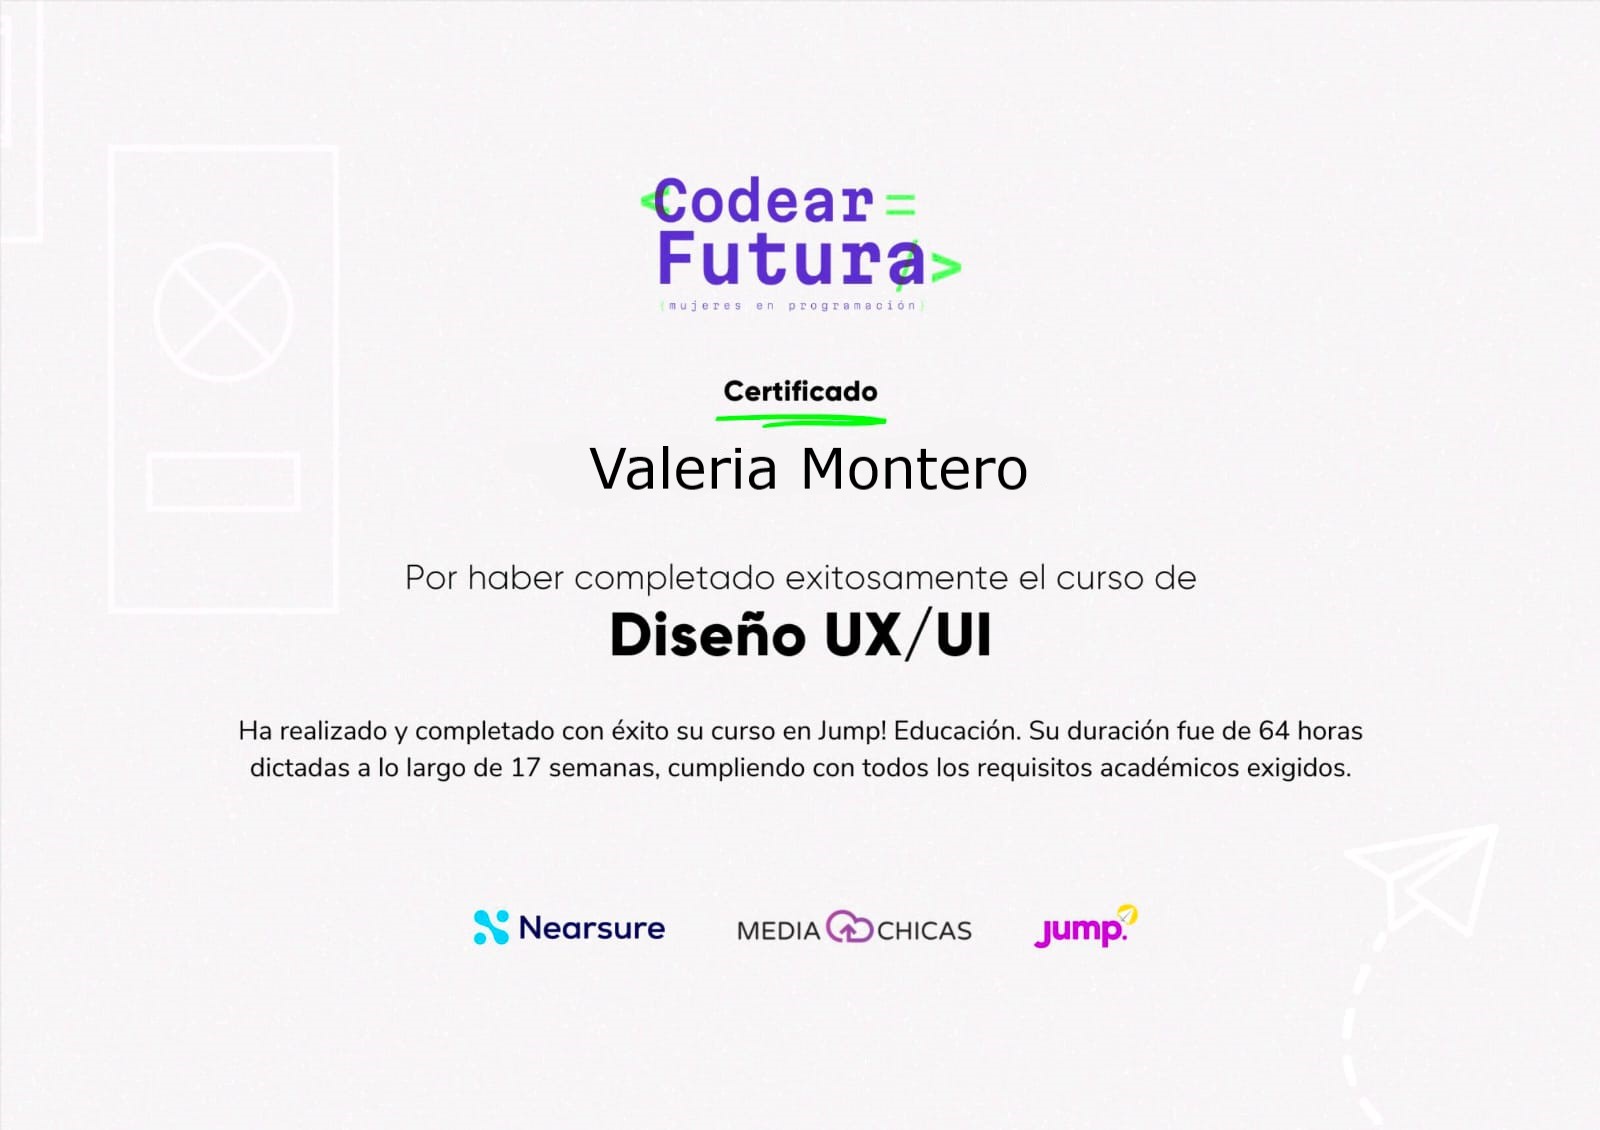 <Codear=
Futura/>
{mujeres en programación}
Certificado
Valeria Montero
Por haber completado exitosamente el curso de
Diseño UX/UI
Ha realizado y completado con éxito su curso en Jump! Educación. Su duración fue de 64 horas
dictadas a lo largo de 17 semanas, cumpliendo con todos los requisitos académicos exigidos.
Nearsure
MEDIA CHICAS
jump.